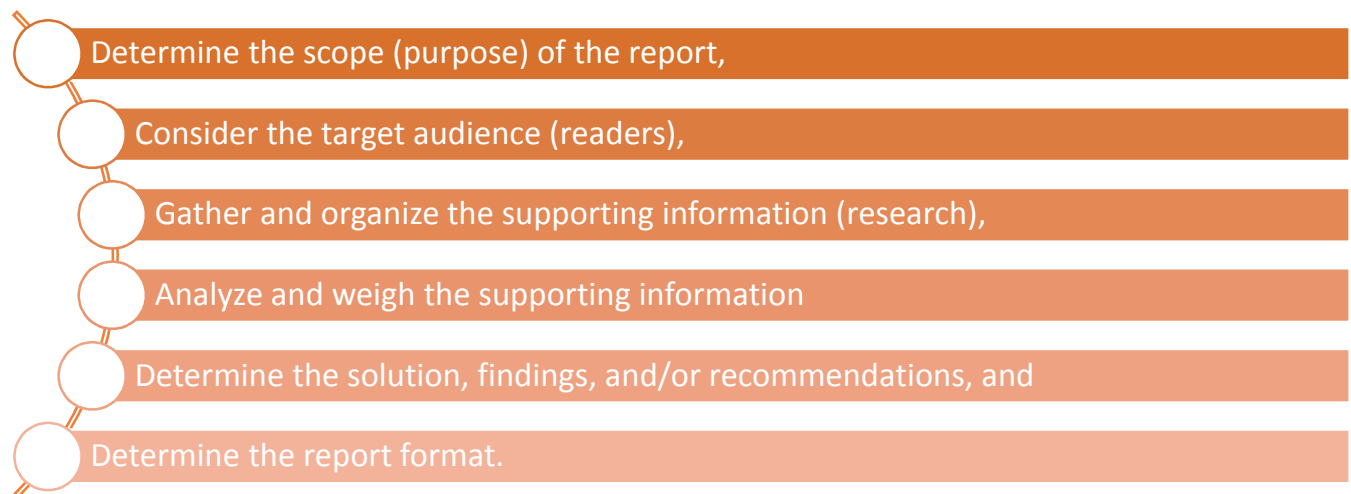 Determine the scope (purpose) of the report,
Consider the target audience (readers),
Gather and organize the supporting information (research),
Analyze and weigh the supporting information
Determine the solution, findings, and/or recommendations, and
Determine the report format.